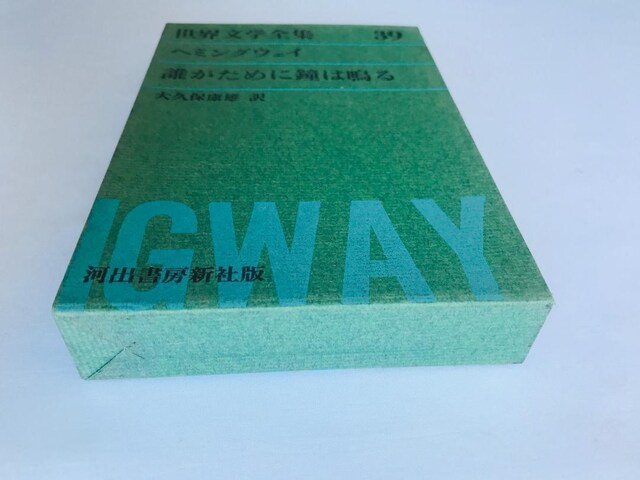 世界文学全集 39
ヘミングウェイ
誰がために鐘は鳴る
大久保康雄 訳
NGWAY
河出書房新社版